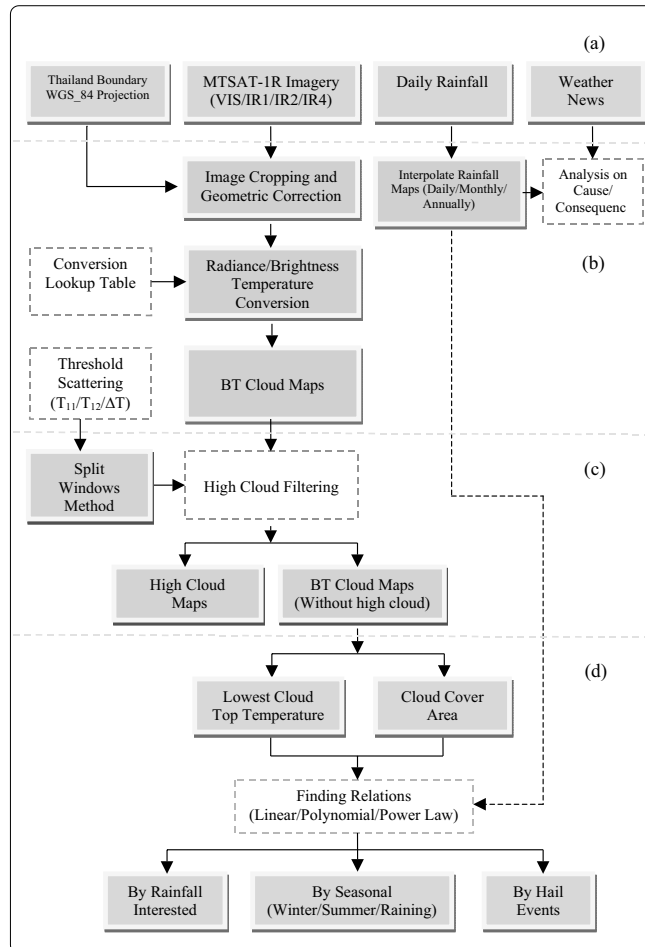 (a)
Thailand Boundary
WGS_84 Projection
MTSAT-1R Imagery
(VIS/IR1/IR2/IR4)
Daily Rainfall
Weather
News
Image Cropping and
Geometric Correction
Interpolate Rainfall
Maps (Daily/Monthly/
Annually)
Analysis on
Cause/
Consequenc
(b)
Conversion
Lookup Table
Radiance/Brightness
Temperature
Conversion
Threshold
Scattering
(T₁₁/T₁₂/ΔT)
BT Cloud Maps
(c)
Split
Windows
Method
High Cloud Filtering
High Cloud
Maps
BT Cloud Maps
(Without high cloud)
(d)
Lowest Cloud
Top Temperature
Cloud Cover
Area
Finding Relations
(Linear/Polynomial/Power Law)
By Rainfall
Interested
By Seasonal
(Winter/Summer/Raining)
By Hail
Events